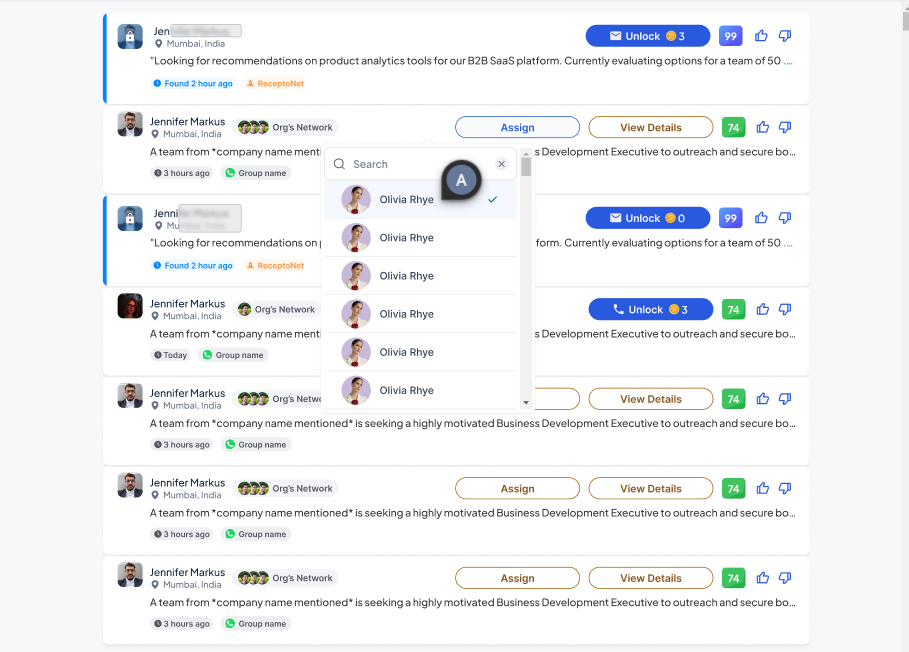 Jen
Mumbai, India
Unlock 3
99
"Looking for recommendations on product analytics tools for our B2B SaaS platform. Currently evaluating options for a team of 50 ....
Found 2 hour ago
ReceptoNet
Jennifer Markus
Mumbai, India
Org's Network
Assign
View Details
74
A team from *company name menti
s Development Executive to outreach and secure bo...
3 hours ago
Group name
Search
A
Olivia Rhye
Olivia Rhye
Olivia Rhye
Olivia Rhye
Olivia Rhye
Olivia Rhye
Jenni
Mu
Unlock 0
99
"Looking for recommendations on
form. Currently evaluating options for a team of 50 ....
Found 2 hour ago
ReceptoNet
Jennifer Markus
Mumbai, India
Org's Network
Unlock 3
74
A team from *company name menti
s Development Executive to outreach and secure bo...
Today
Group name
Jennifer Markus
Mumbai, India
Org's Netwo
View Details
74
A team from *company name mentioned* is seeking a highly motivated Business Development Executive to outreach and secure bo...
3 hours ago
Group name
Jennifer Markus
Mumbai, India
Org's Network
Assign
View Details
74
A team from *company name mentioned* is seeking a highly motivated Business Development Executive to outreach and secure bo...
3 hours ago
Group name
Jennifer Markus
Mumbai, India
Org's Network
Assign
View Details
74
A team from *company name mentioned* is seeking a highly motivated Business Development Executive to outreach and secure bo...
3 hours ago
Group name